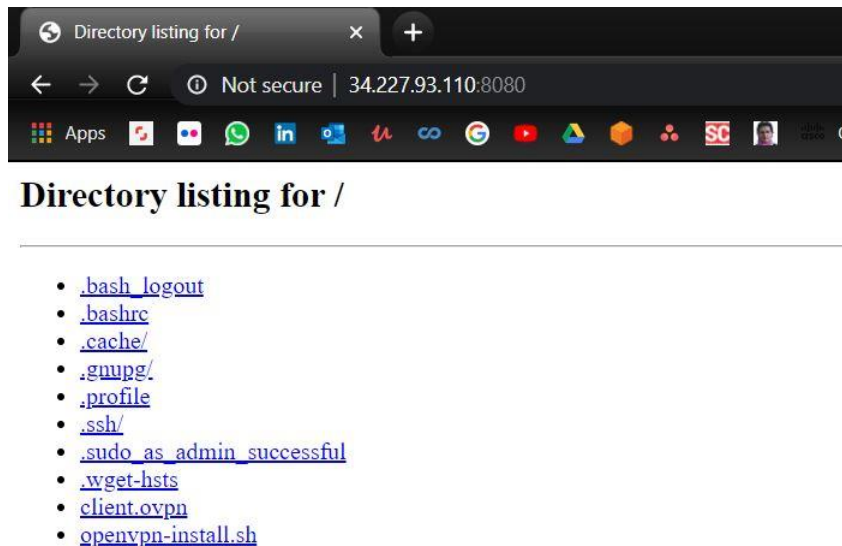 Directory listing for /
Not secure | 34.227.93.110:8080
Apps in SC
Directory listing for /
.bash_logout
.bashrc
.cache/
.gnupg/
.profile
.ssh/
.sudo_as_admin_successful
.wget-hsts
client.ovpn
openvpn-install.sh